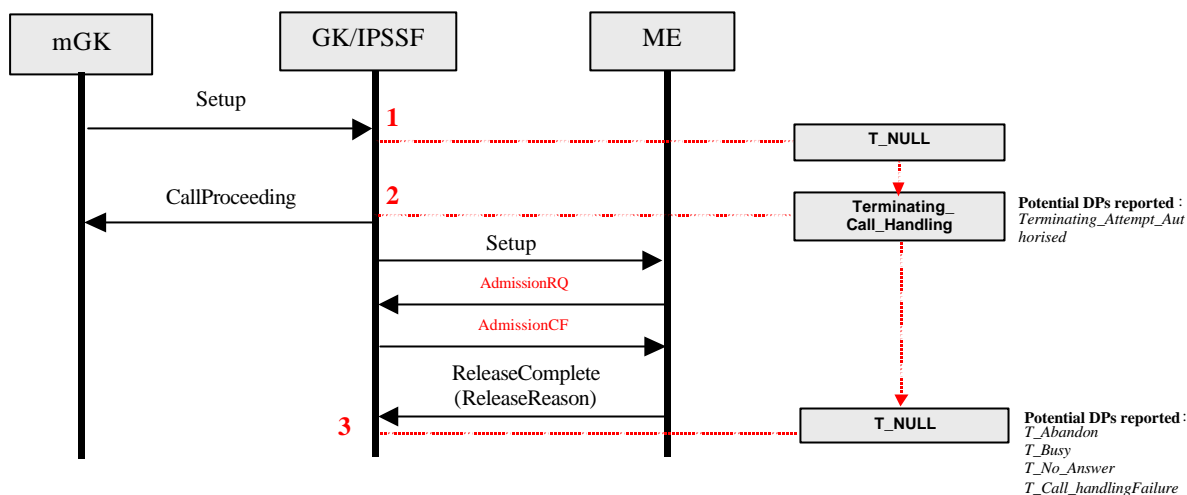 mGK
GK/IPSSF
ME
Setup
1
T_NULL
CallProceeding
2
Terminating_
Call_Handling
Potential DPs reported :
Terminating_Attempt_Aut
horised
Setup
AdmissionRQ
AdmissionCF
ReleaseComplete
(ReleaseReason)
3
T_NULL
Potential DPs reported :
T_Abandon
T_Busy
T_No_Answer
T_Call_handlingFailure